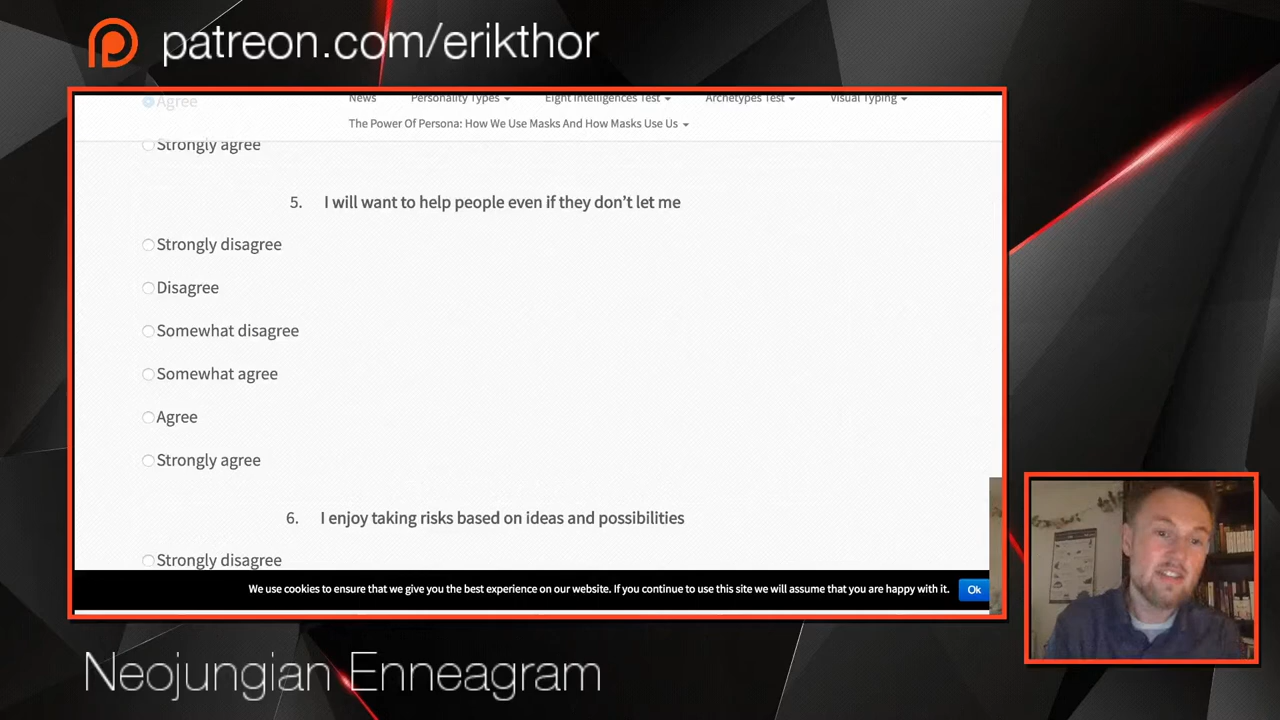 patreon.com/erikthor
News Personality Types Eight Intelligences Test Archetypes Test Visual Typing
The Power Of Persona: How We Use Masks And How Masks Use Us
Agree
Strongly agree
5. I will want to help people even if they don’t let me
Strongly disagree
Disagree
Somewhat disagree
Somewhat agree
Agree
Strongly agree
6. I enjoy taking risks based on ideas and possibilities
Strongly disagree
We use cookies to ensure that we give you the best experience on our website. If you continue to use this site we will assume that you are happy with it. Ok
Neojungian Enneagram